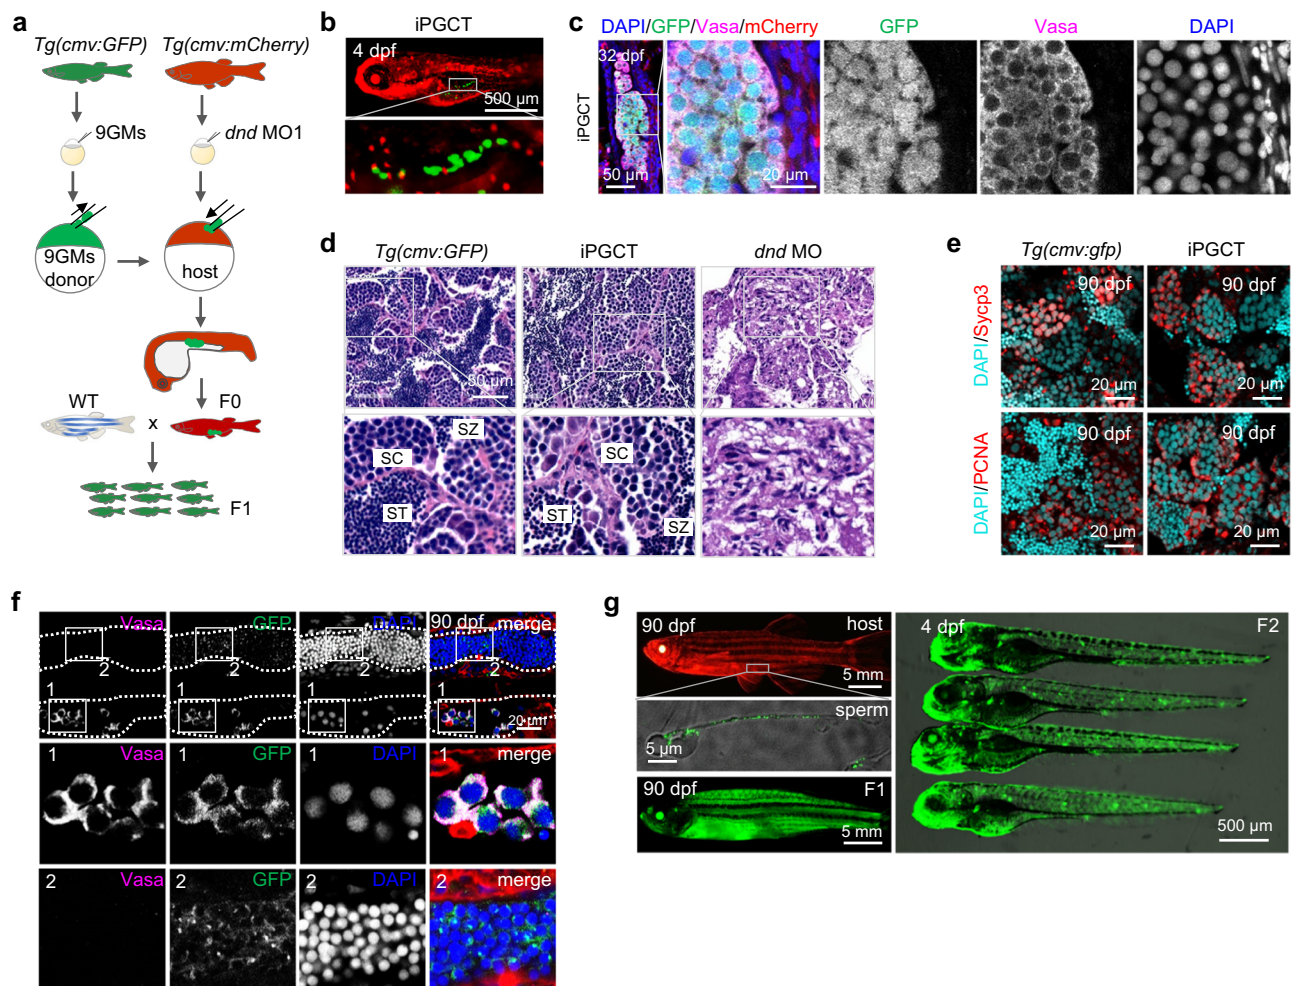 a
Tg(cmv:GFP) Tg(cmv:mCherry)
9GMs
dnd MO1
9GMs
donor
host
WT
x
F0
F1
b
iPGCT
4 dpf
500 µm
c
DAPI/GFP/Vasa/mCherry
GFP
Vasa
DAPI
iPGCT
32 dpf
50 µm
20 µm
d
Tg(cmv:GFP)
iPGCT
dnd MO
50 µm
SZ
SC
ST
SC
ST
SZ
e
Tg(cmv:gfp)
iPGCT
DAPI/Sycp3
90 dpf
20 µm
90 dpf
20 µm
DAPI/PCNA
90 dpf
20 µm
90 dpf
20 µm
f
Vasa
GFP
DAPI
90 dpf merge
2
2
2
2
1
1
1
1
20 µm
1 Vasa
1 GFP
1 DAPI
1 merge
2 Vasa
2 GFP
2 DAPI
2 merge
g
90 dpf host
5 mm
sperm
5 µm
90 dpf F1
5 mm
4 dpf F2
500 µm